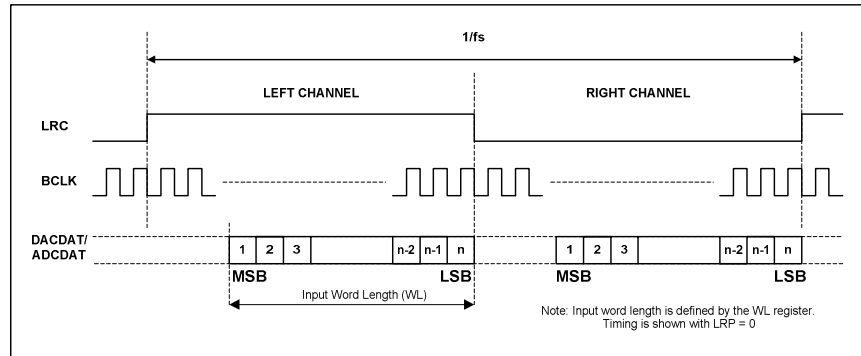 1/fs
LEFT CHANNEL
RIGHT CHANNEL
LRC
BCLK
DACDAT/
ADCDAT
1 2 3 n-2 n-1 n
1 2 3 n-2 n-1 n
MSB LSB
MSB LSB
Input Word Length (WL)
Note: Input word length is defined by the WL register.
Timing is shown with LRP = 0